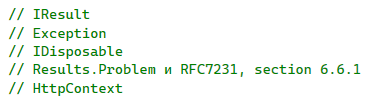 // IResult
// Exception
// IDisposable
// Results.Problem и RFC7231, section 6.6.1
// HttpContext